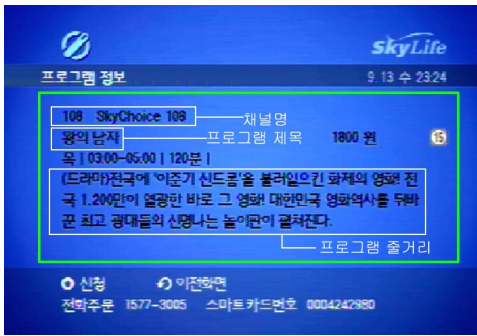 SkyLife
프로그램 정보 9. 13 수 23:24
108 SkyChoice 108 채널명
왕의 남자 프로그램 제목 1800 원 15
목 | 03:00-05:00 | 120분 |
(드라마)전국에 '이준기 신드롬'을 불러일으킨 화제의 영화! 전
국 1,200만이 열광한 바로 그 영화! 대한민국 영화역사를 뒤바
꾼 최고 광대들의 신명나는 놀이판이 펼쳐진다.
프로그램 줄거리
신청 이전화면
전화주문 1577-3005 스마트카드번호 0004242980